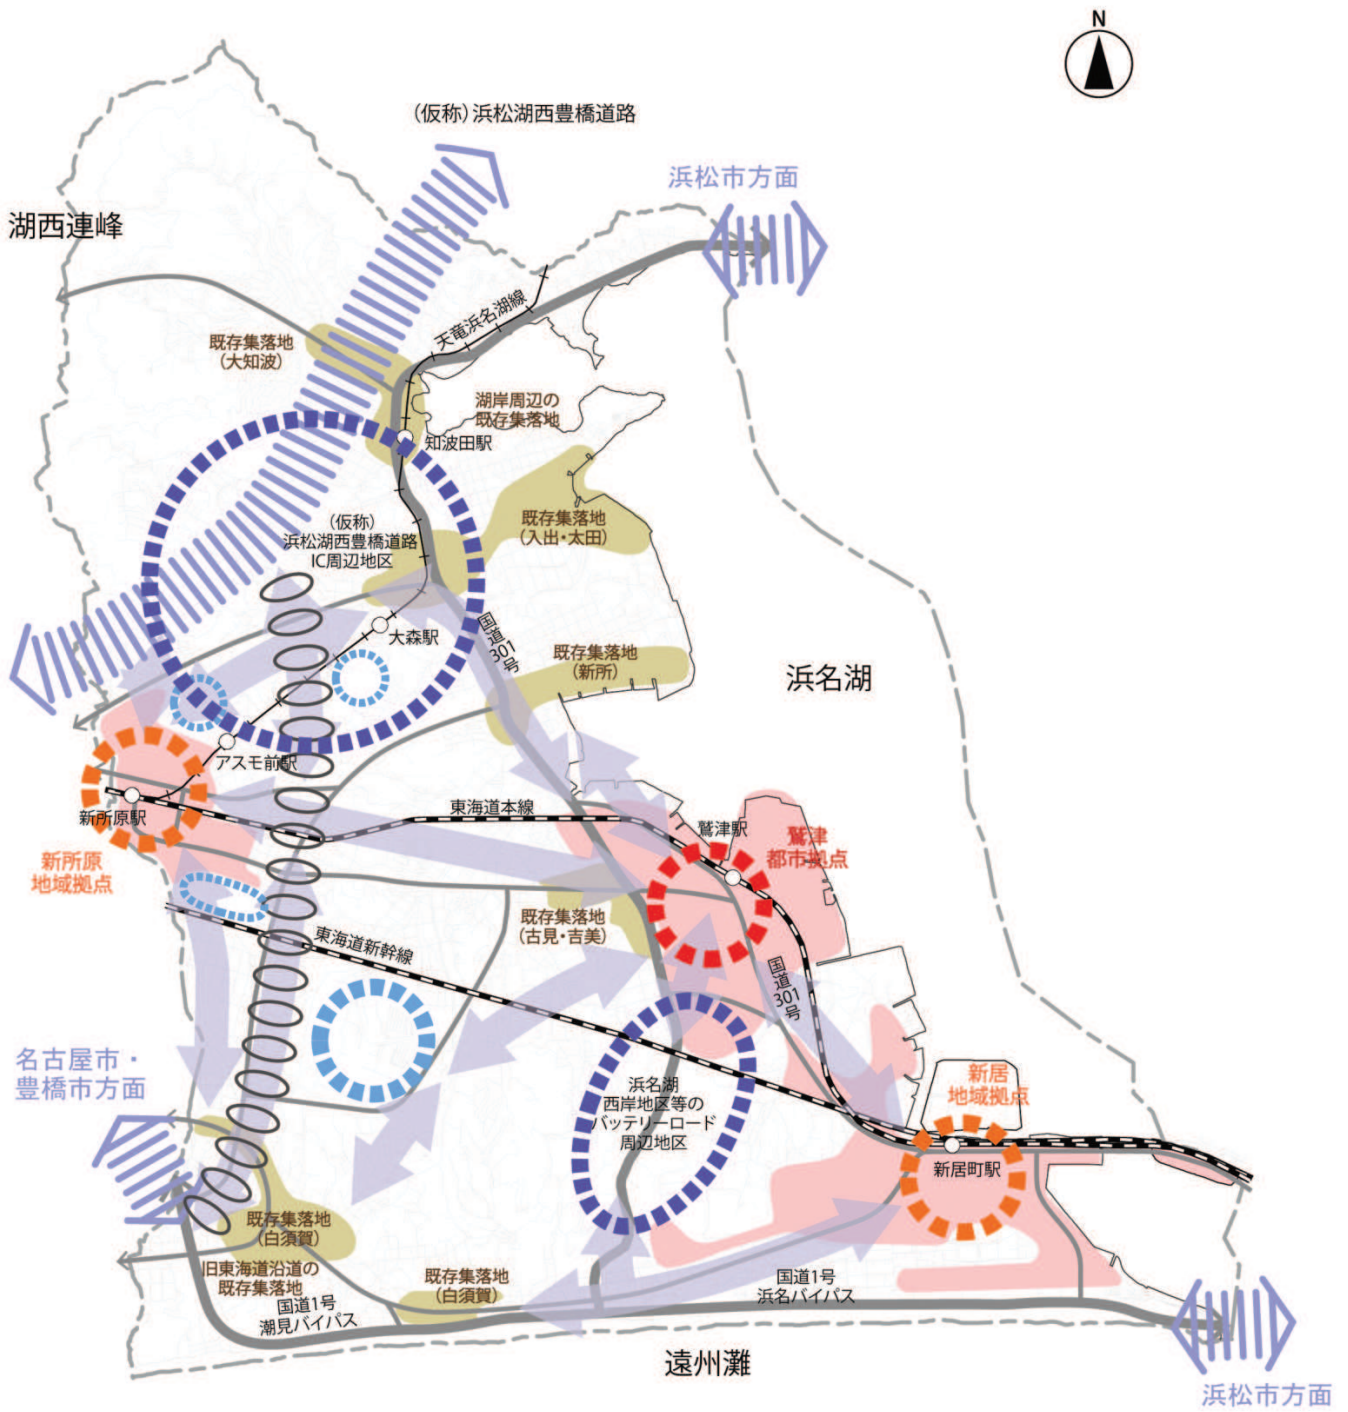 N
(仮称)浜松湖西豊橋道路
浜松市方面
湖西連峰
天竜浜名湖線
既存集落地
(大知波)
湖岸周辺の
既存集落地
知波田駅
(仮称)
浜松湖西豊橋道路
IC周辺地区
既存集落地
(入出・太田)
大森駅
国道301号
既存集落地
(新所)
浜名湖
アスモ前駅
新所原駅
東海道本線
鷲津駅
鷲津
都市拠点
新所原
地域拠点
既存集落地
(古見・吉美)
東海道新幹線
国道301号
名古屋市・
豊橋市方面
浜名湖
西岸地区等の
バッテリーロード
周辺地区
新居
地域拠点
新居町駅
既存集落地
(白須賀)
旧東海道沿道の
既存集落地
既存集落地
(白須賀)
国道1号
潮見バイパス
国道1号
浜名バイパス
遠州灘
浜松市方面